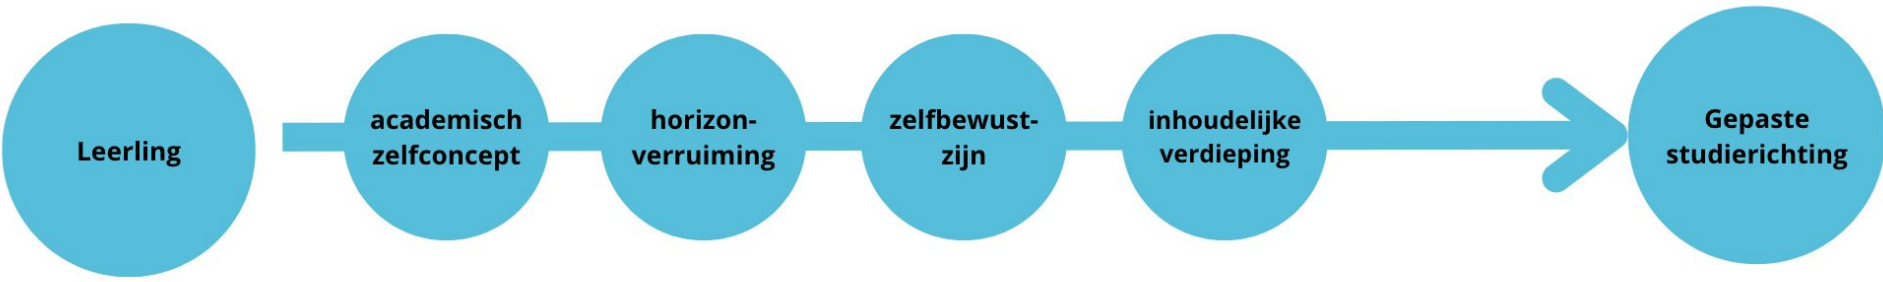 Leerling
academisch
zelfconcept
horizon-
verruiming
zelfbewust-
zijn
inhoudelijke
verdieping
Gepaste
studierichting